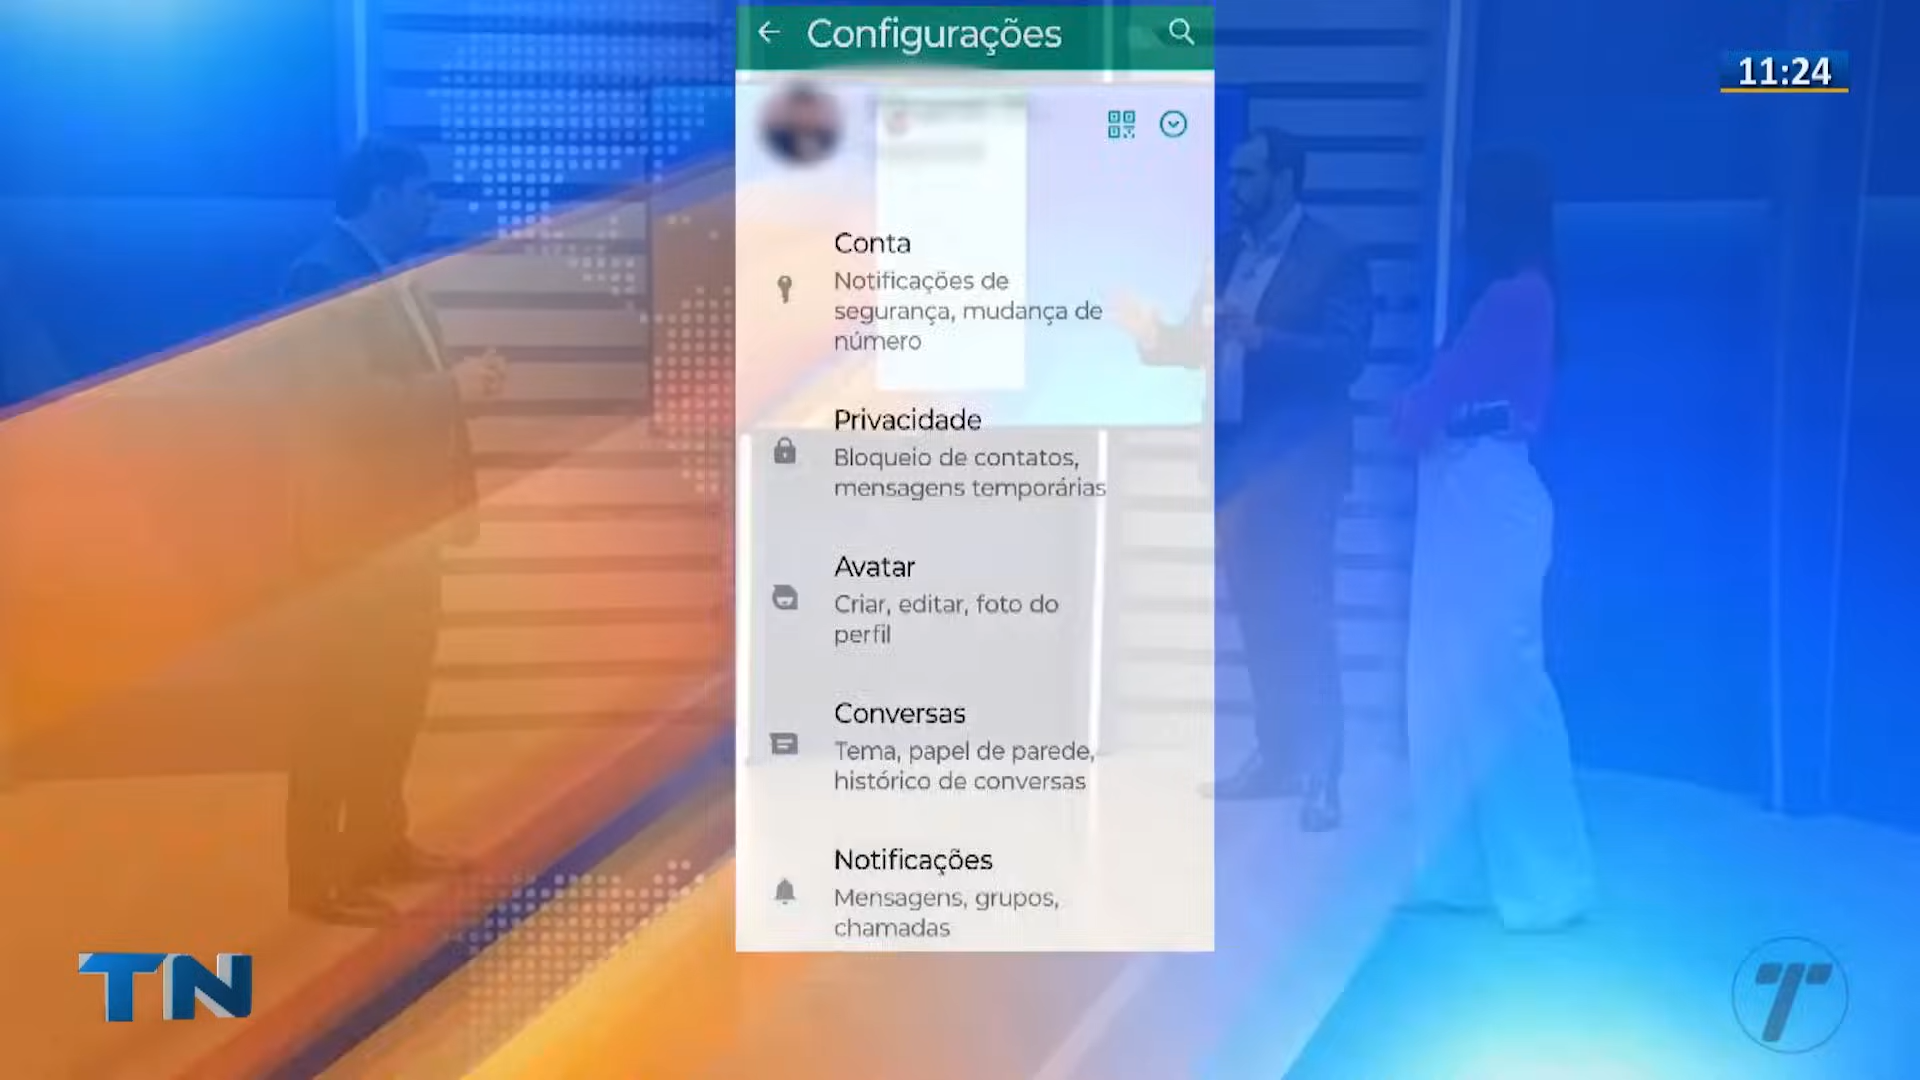 Configurações
11:24
Conta
Notificações de
segurança, mudança de
número
Privacidade
Bloqueio de contatos,
mensagens temporárias
Avatar
Criar, editar, foto do
perfil
Conversas
Tema, papel de parede,
histórico de conversas
Notificações
Mensagens, grupos,
chamadas
TN
T